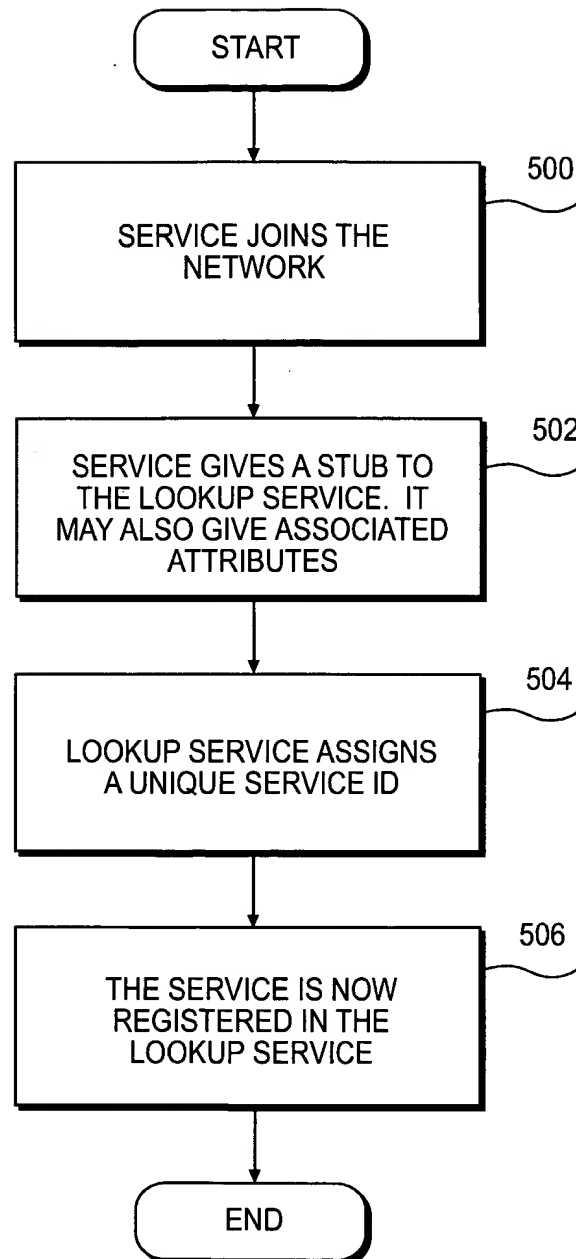 START
500
SERVICE JOINS THE
NETWORK
502
SERVICE GIVES A STUB TO
THE LOOKUP SERVICE. IT
MAY ALSO GIVE ASSOCIATED
ATTRIBUTES
504
LOOKUP SERVICE ASSIGNS
A UNIQUE SERVICE ID
506
THE SERVICE IS NOW
REGISTERED IN THE
LOOKUP SERVICE
END